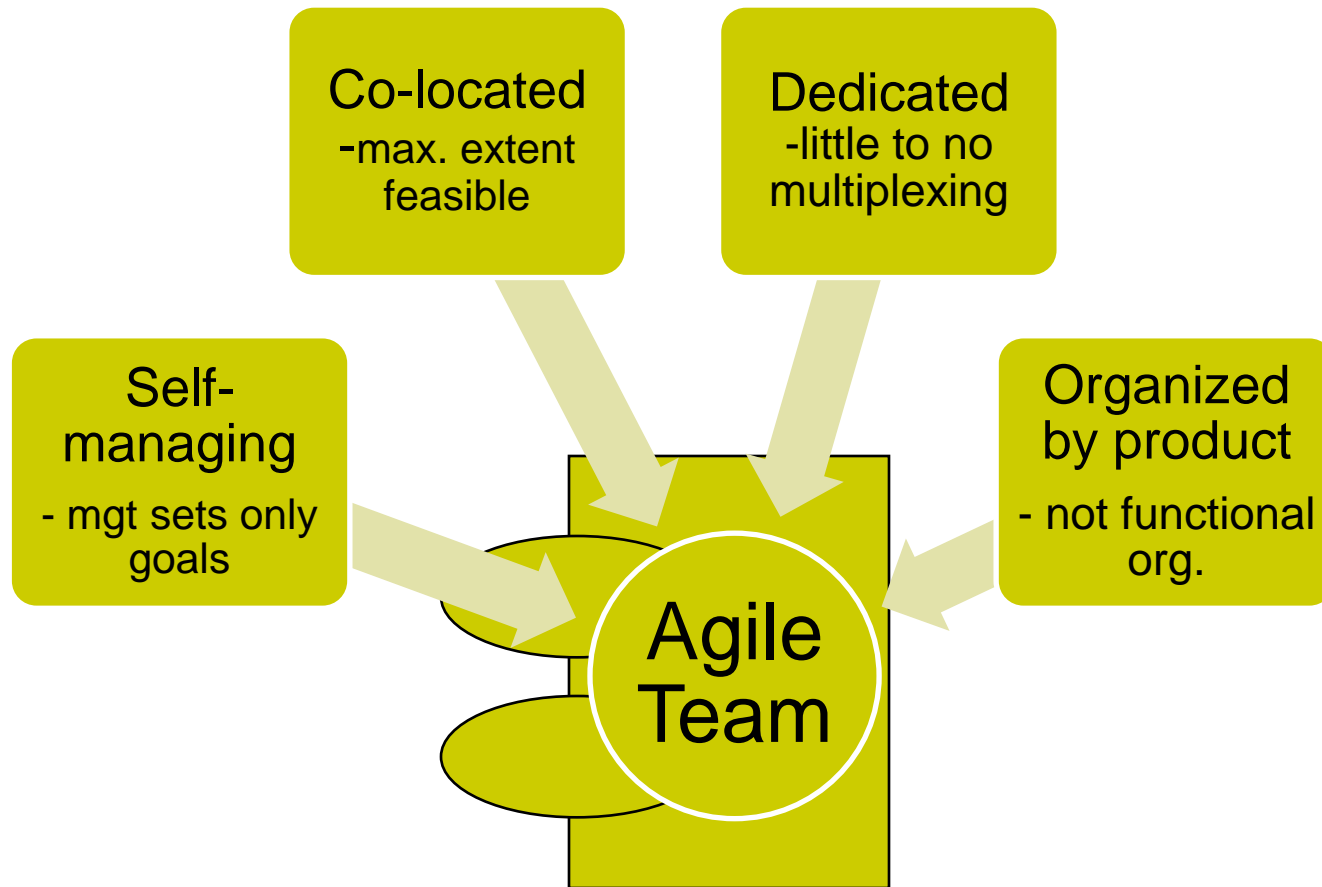 Co-located
-max. extent
feasible
Dedicated
-little to no
multiplexing
Self-
managing
- mgt sets only
goals
Organized
by product
- not functional
org.
Agile
Team